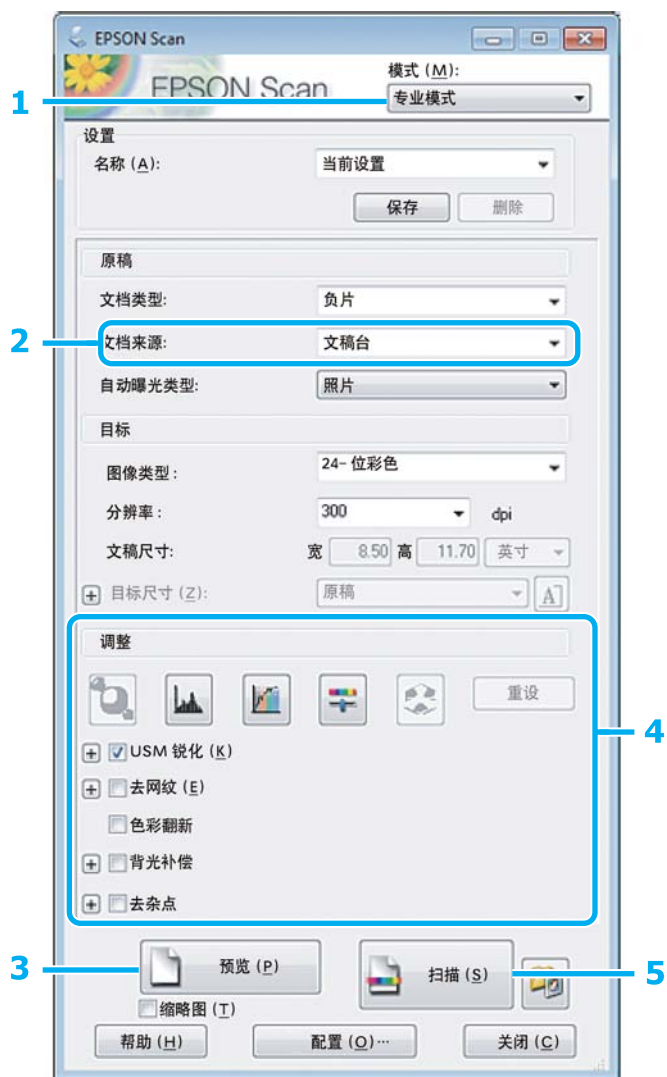 EPSON Scan
EPSON Scan
模式 (M):
1
专业模式
设置
名称 (A):
当前设置
保存
删除
原稿
文档类型:
负片
2
文档来源:
文稿台
自动曝光类型:
照片
目标
图像类型 :
24- 位彩色
分辨率 :
300
dpi
文稿尺寸:
宽
8.50
高
11.70
英寸
目标尺寸 (Z):
原稿
A
调整
重设
4
USM 锐化 (K)
去网纹 (E)
色彩翻新
背光补偿
去杂点
3
预览 (P)
扫描 (S)
5
缩略图 (T)
帮助 (H)
配置 (O)…
关闭 (C)